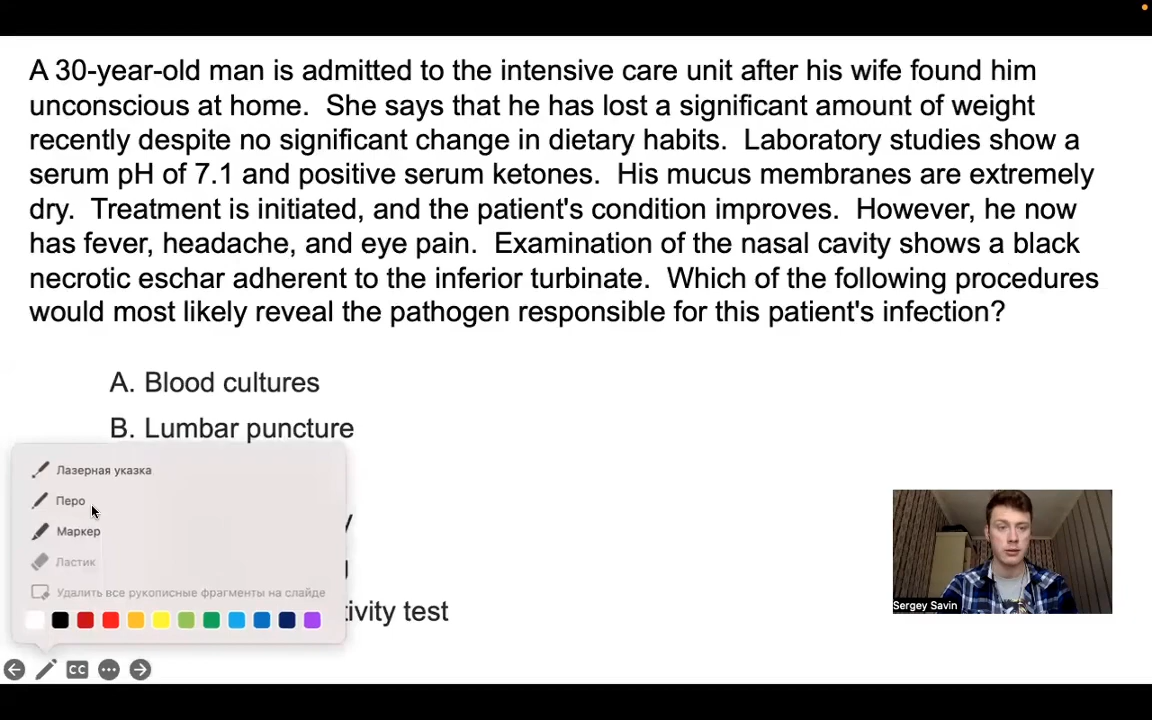 A 30-year-old man is admitted to the intensive care unit after his wife found him
unconscious at home. She says that he has lost a significant amount of weight
recently despite no significant change in dietary habits. Laboratory studies show a
serum pH of 7.1 and positive serum ketones. His mucus membranes are extremely
dry. Treatment is initiated, and the patient's condition improves. However, he now
has fever, headache, and eye pain. Examination of the nasal cavity shows a black
necrotic eschar adherent to the inferior turbinate. Which of the following procedures
would most likely reveal the pathogen responsible for this patient's infection?
A. Blood cultures
B. Lumbar puncture
Лазерная указка
Перо
Маркер
Ластик
Удалить все рукописные фрагменты на слайде
test
Sergey Savin
CC